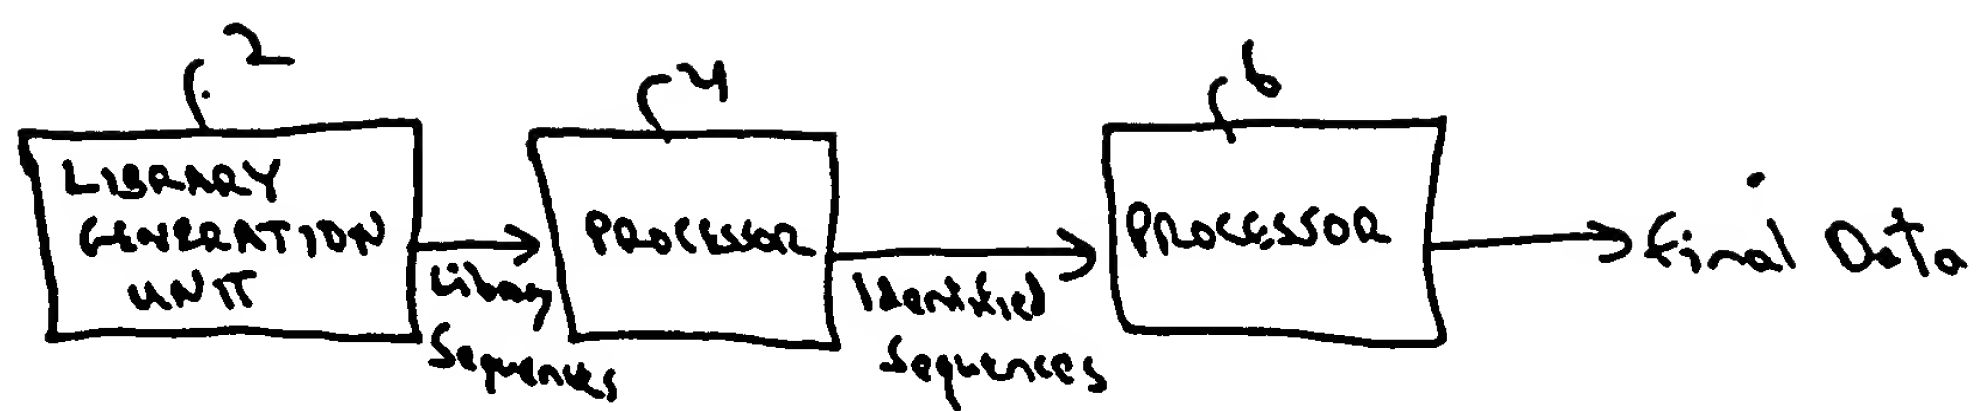 2
4
6
LIBRARY
GENERATION
UNIT
PROCESSOR
PROCESSOR
Library
Sequences
Identified
Sequences
Final Data